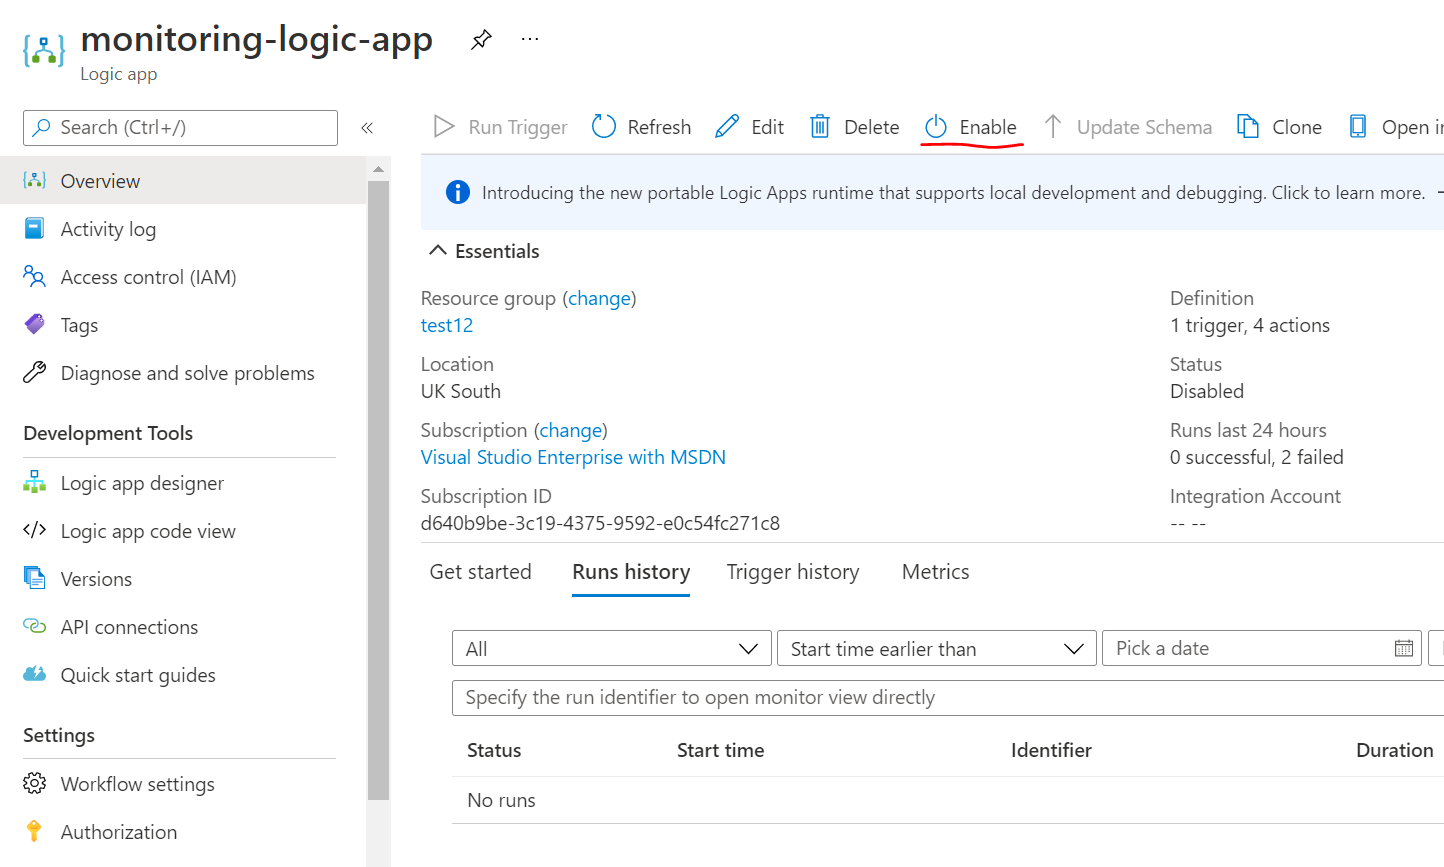 monitoring-logic-app
...
Logic app
Search (Ctrl+/)
«
Run Trigger Refresh Edit Delete Enable Update Schema Clone Open in
Introducing the new portable Logic Apps runtime that supports local development and debugging. Click to learn more.
Overview
Activity log
Access control (IAM)
Tags
Diagnose and solve problems
Development Tools
Logic app designer
</> Logic app code view
Versions
API connections
Quick start guides
Settings
Workflow settings
Authorization
Essentials
Resource group (change)
test12
Location
UK South
Subscription (change)
Visual Studio Enterprise with MSDN
Subscription ID
d640b9be-3c19-4375-9592-e0c54fc271c8
Definition
1 trigger, 4 actions
Status
Disabled
Runs last 24 hours
0 successful, 2 failed
Integration Account
-- --
Get started Runs history Trigger history Metrics
All Start time earlier than Pick a date
Specify the run identifier to open monitor view directly
Status Start time Identifier Duration
No runs